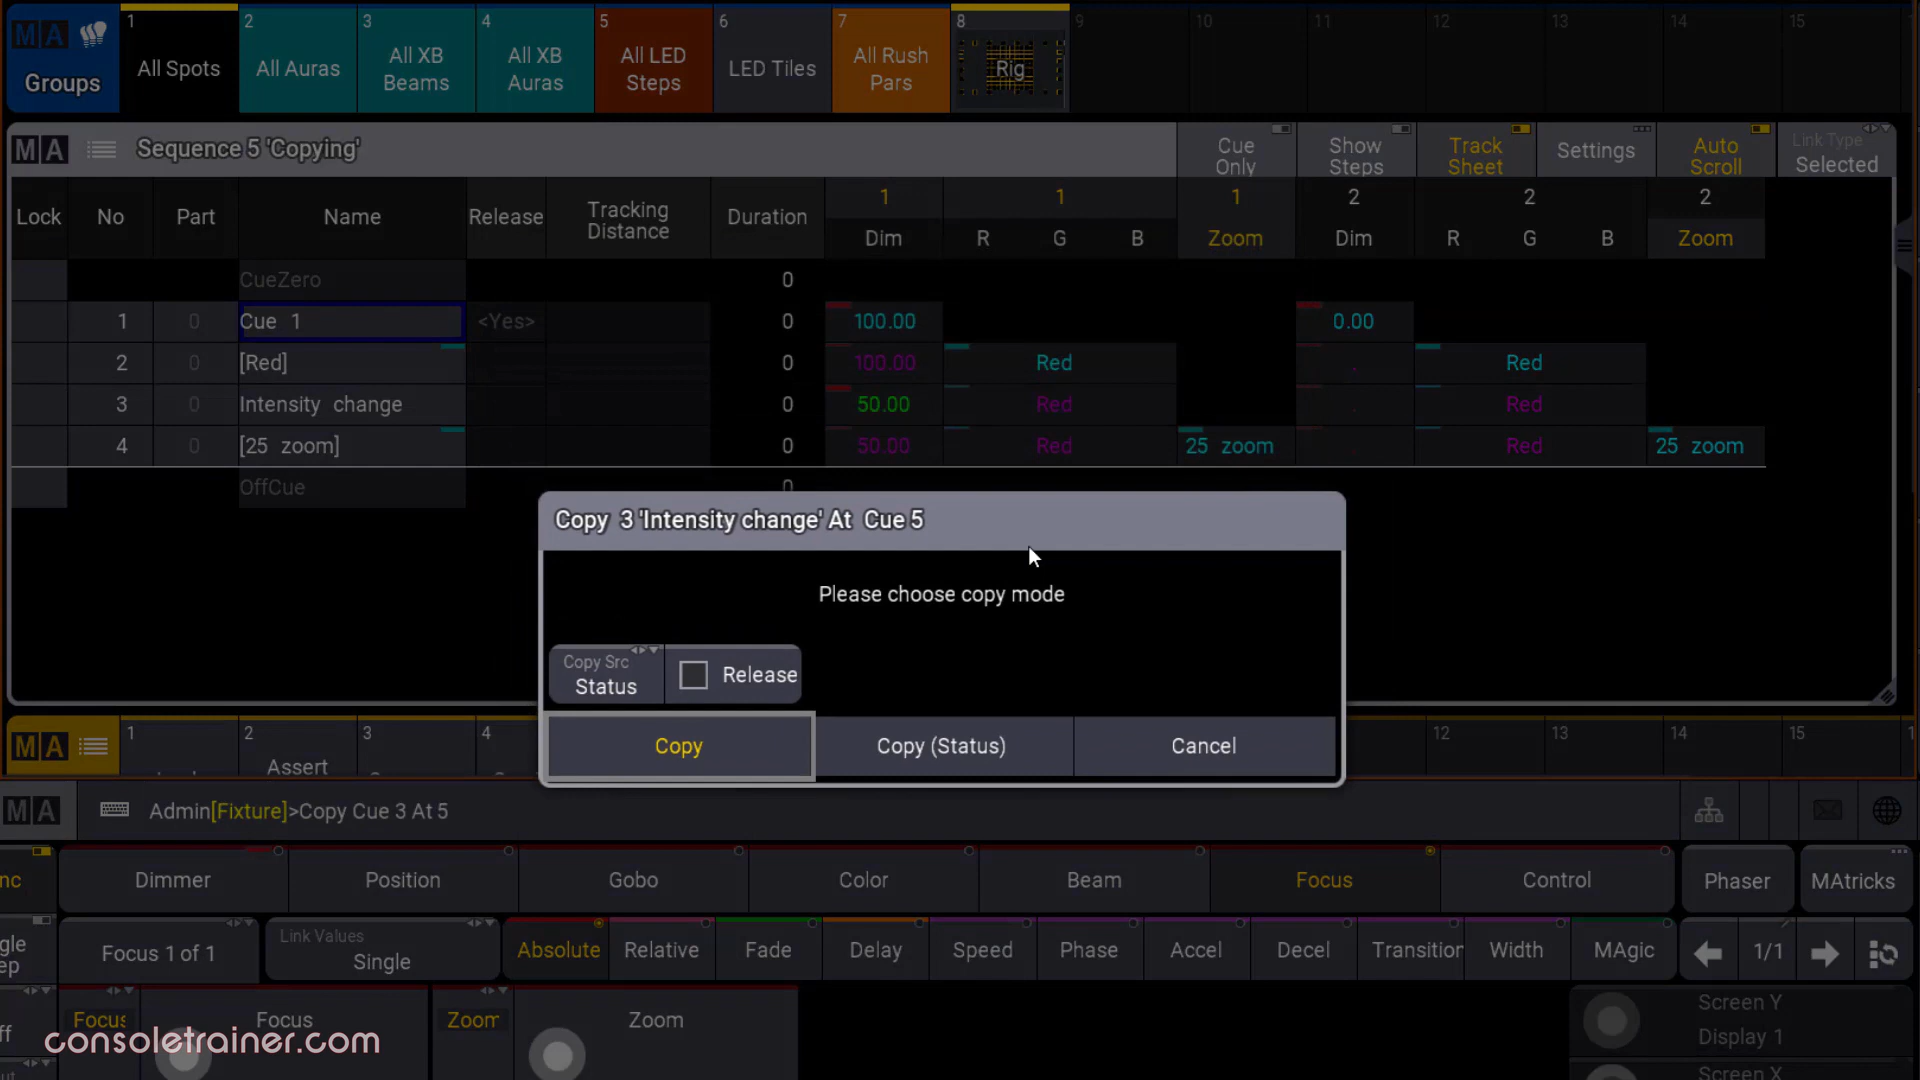 MA Groups
1 All Spots
2 All Auras
3 All XB Beams
4 All XB Auras
5 All LED Steps
6 LED Tiles
7 All Rush Pars
8 Rig
9 10 11 12 13 14 15
MA Sequence 5 'Copying'
Cue Only
Show Steps
Track Sheet
Settings
Auto Scroll
Link Type Selected
Lock No Part Name Release Tracking Distance Duration 1 Dim 1 R G B 1 Zoom 2 Dim 2 R G B 2 Zoom
CueZero 0
1 0 Cue 1 <Yes> 0 100.00 0.00
2 0 [Red] 0 100.00 Red . Red
3 0 Intensity change 0 50.00 Red . Red
4 0 [25 zoom] 0 50.00 Red 25 zoom . Red 25 zoom
OffCue 0
Copy 3 'Intensity change' At Cue 5
Please choose copy mode
Copy Src Status
Release
Copy Copy (Status) Cancel
MA 1 2 Assert 3 4 12 13 14 15
MA Admin[Fixture]>Copy Cue 3 At 5
Dimmer Position Gobo Color Beam Focus Control Phaser MAtricks
Focus 1 of 1
Link Values Single
Absolute Relative Fade Delay Speed Phase Accel Decel Transition Width MAgic 1/1
Focus Focus Zoom Zoom
Screen Y
Display 1
Screen X
consoletrainer.com